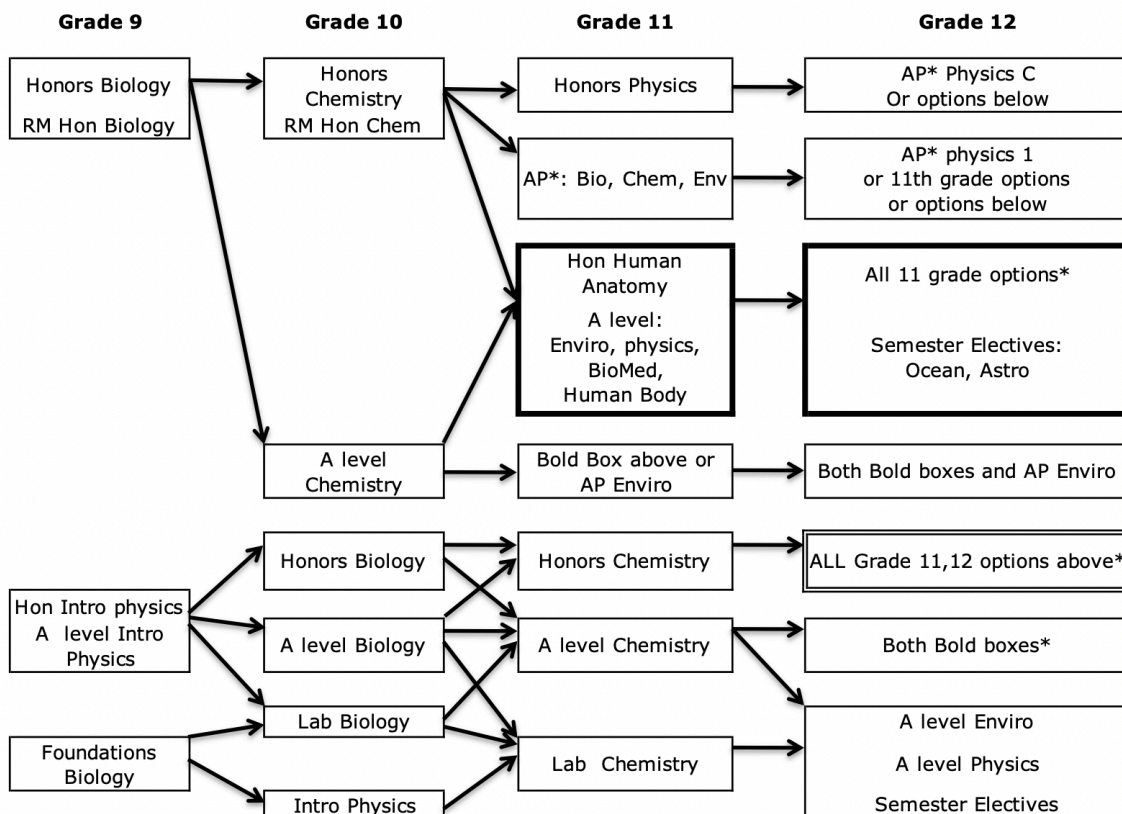 Grade 9
Grade 10
Grade 11
Grade 12
Honors Biology
RM Hon Biology
Honors
Chemistry
RM Hon Chem
Honors Physics
AP* Physics C
Or options below
AP*: Bio, Chem, Env
AP* physics 1
or 11th grade options
or options below
Hon Human
Anatomy
A level:
Enviro, physics,
BioMed,
Human Body
All 11 grade options*
Semester Electives:
Ocean, Astro
A level
Chemistry
Bold Box above or
AP Enviro
Both Bold boxes and AP Enviro
Hon Intro physics
A level Intro
Physics
Honors Biology
Honors Chemistry
ALL Grade 11,12 options above*
A level Biology
A level Chemistry
Both Bold boxes*
Foundations
Biology
Lab Biology
Intro Physics
Lab Chemistry
A level Enviro
A level Physics
Semester Electives